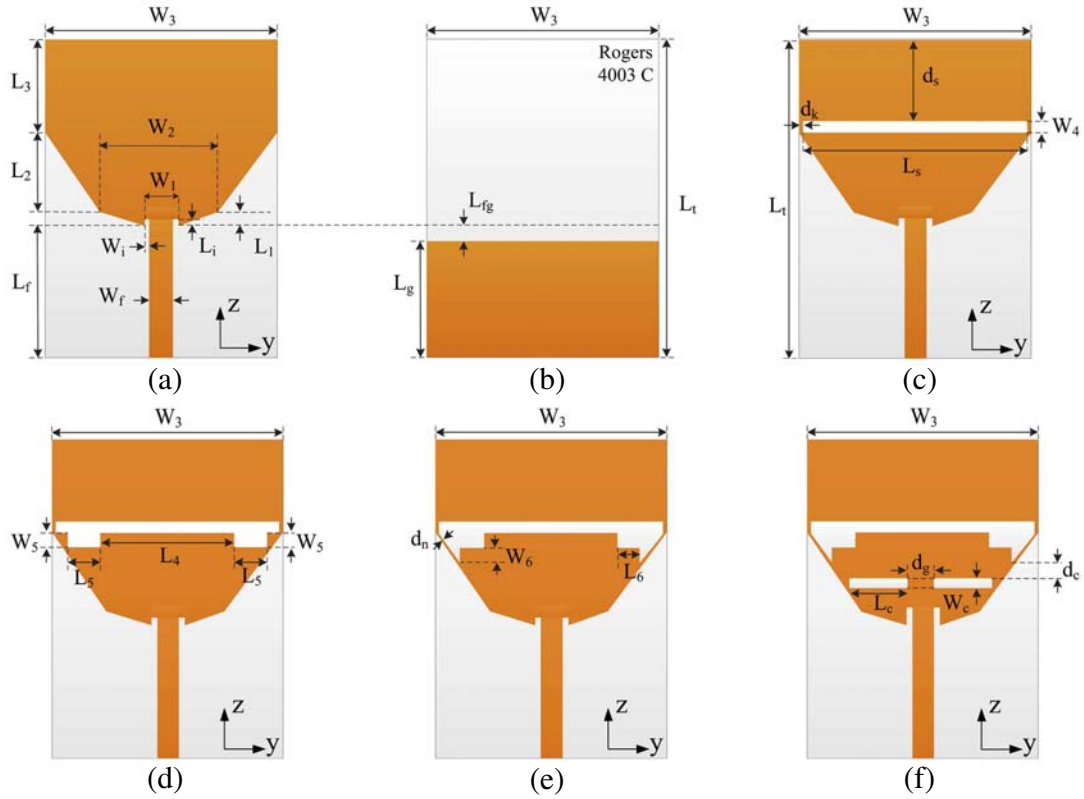 W3
L3
L2
Lf
W2
W1
Wi
Li
L1
Wf
z
y
(a)
W3
Rogers
4003 C
Lfg
Lg
Lt
(b)
W3
ds
dk
W4
Ls
Lt
z
y
(c)
W3
W5
L5
L4
L5
W5
z
y
(d)
W3
dn
W6
L6
z
y
(e)
W3
dg
dc
Lc
Wc
z
y
(f)